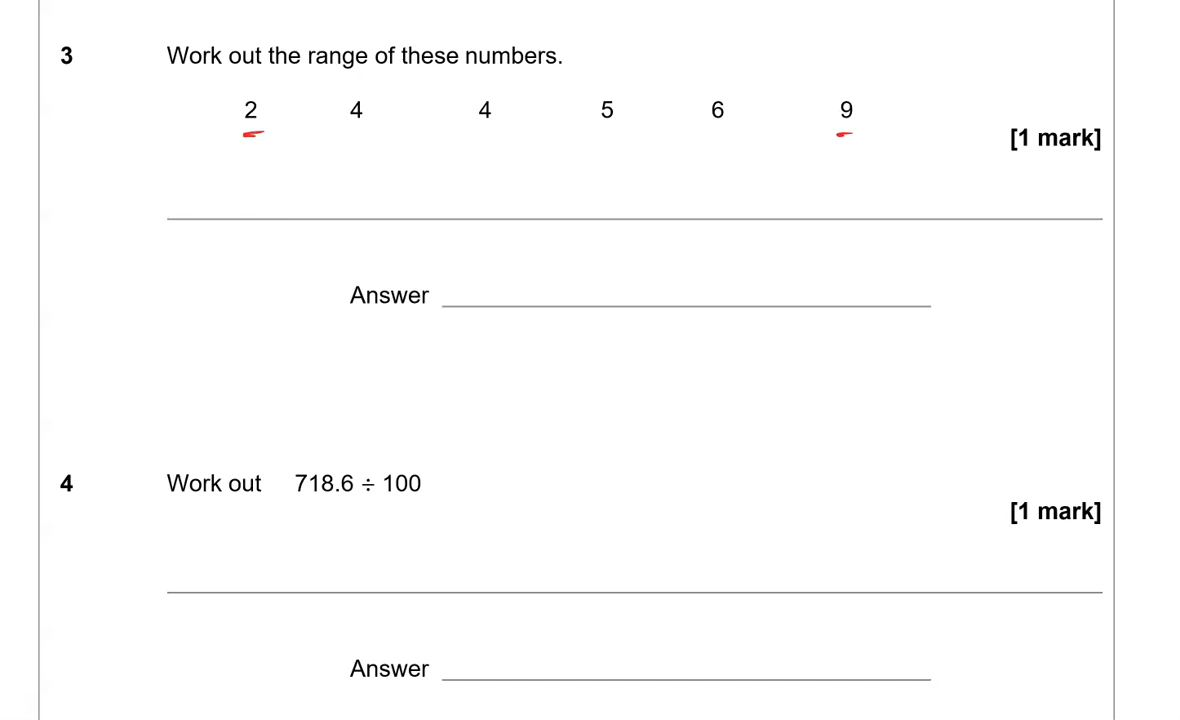 3 Work out the range of these numbers.
2 4 4 5 6 9
[1 mark]
Answer
4 Work out 718.6 ÷ 100
[1 mark]
Answer